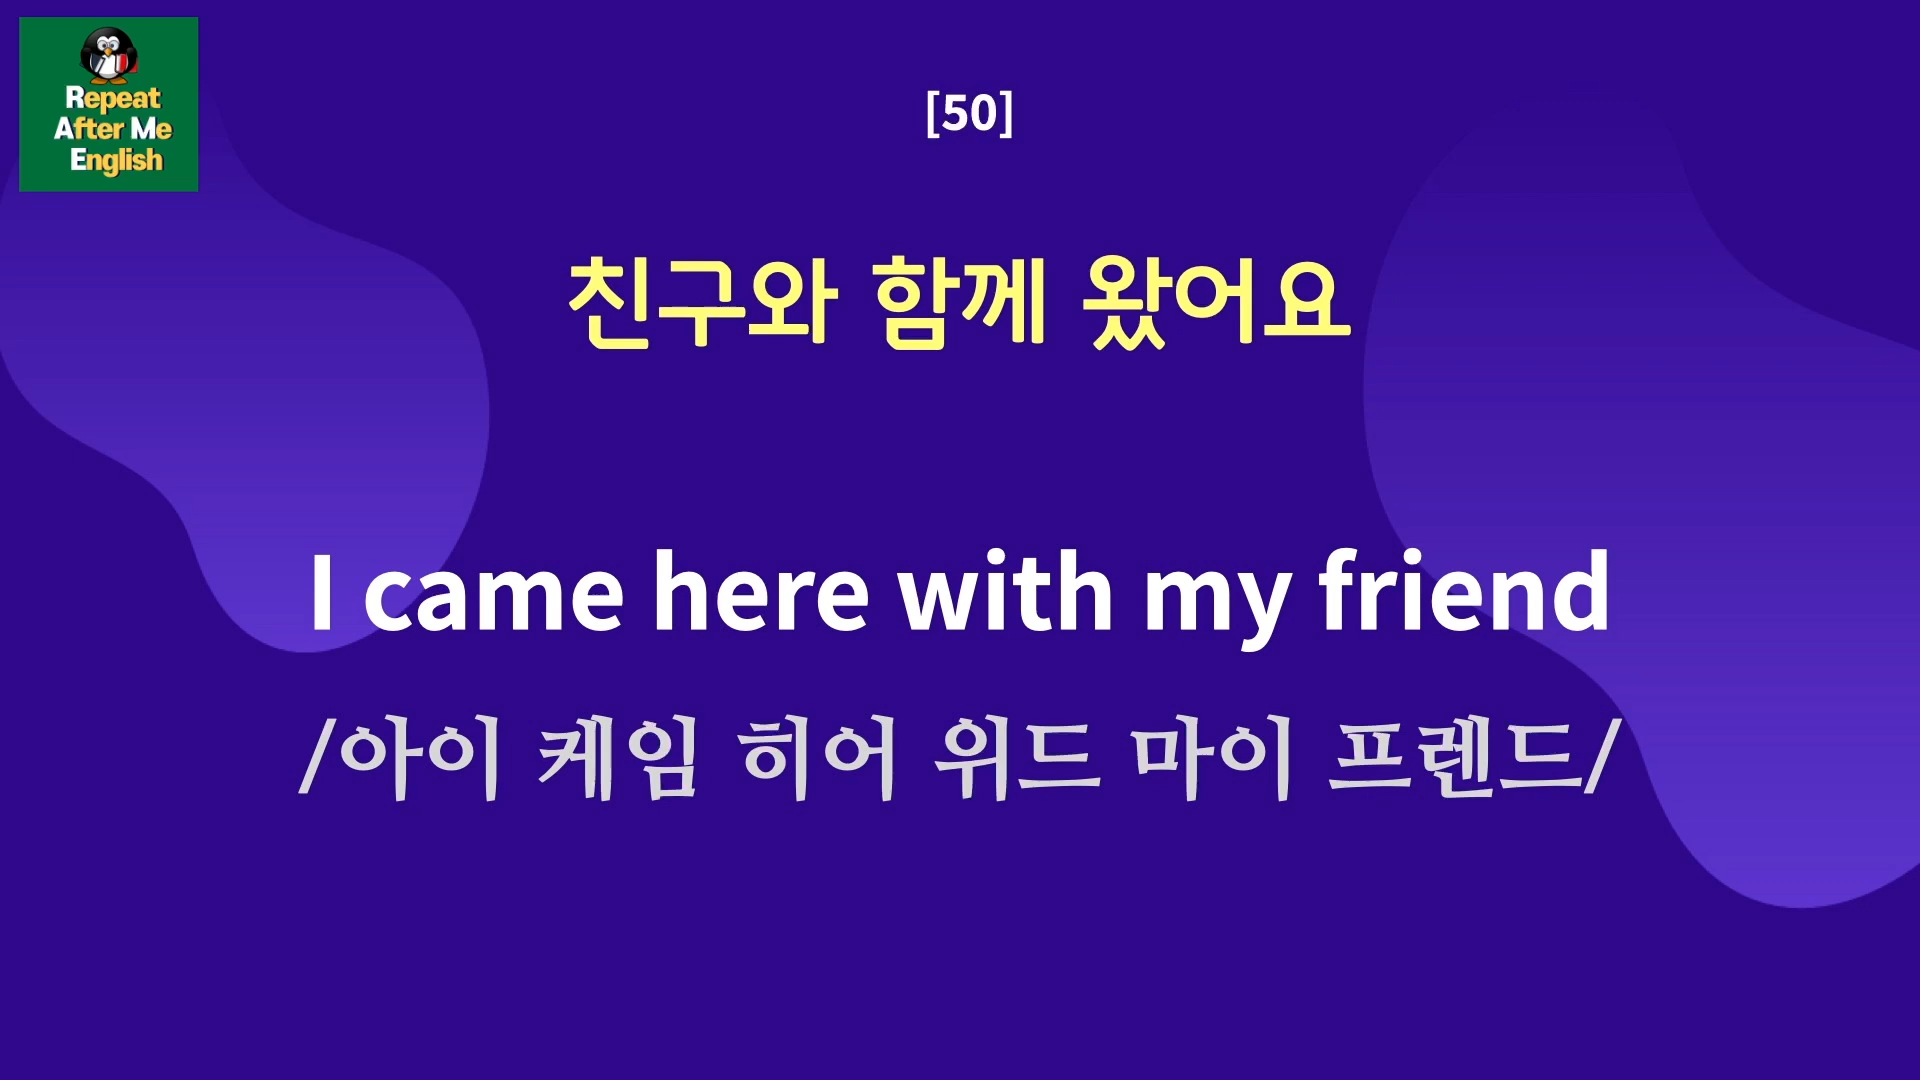 Repeat
After Me
English
[50]
친구와 함께 왔어요
I came here with my friend
/아이 케임 히어 위드 마이 프렌드/